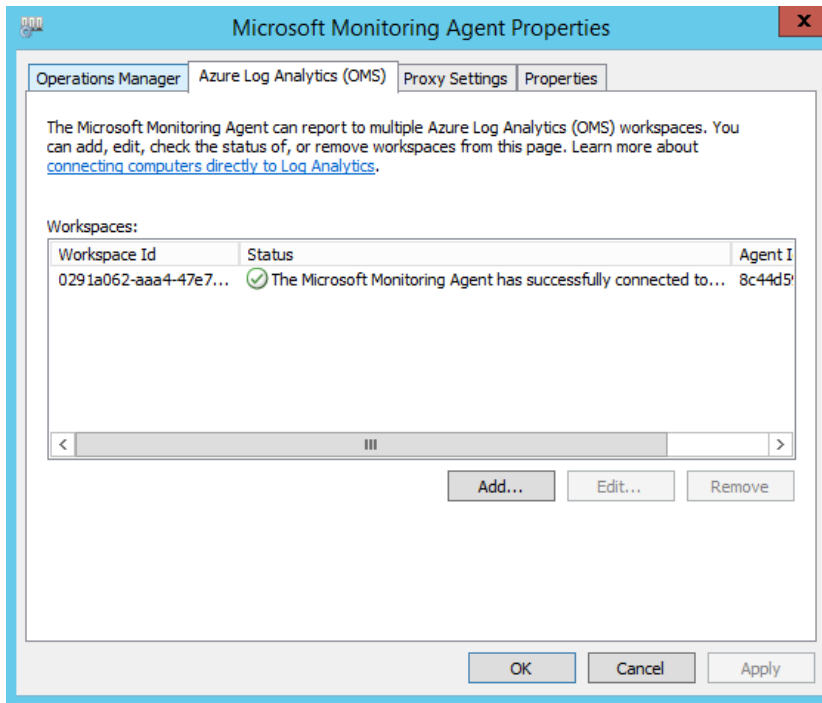 Microsoft Monitoring Agent Properties
x
Operations Manager
Azure Log Analytics (OMS)
Proxy Settings
Properties
The Microsoft Monitoring Agent can report to multiple Azure Log Analytics (OMS) workspaces. You
can add, edit, check the status of, or remove workspaces from this page. Learn more about
connecting computers directly to Log Analytics.
Workspaces:
Workspace Id Status Agent I
0291a062-aaa4-47e7... The Microsoft Monitoring Agent has successfully connected to... 8c44d5
Add... Edit... Remove
OK Cancel Apply